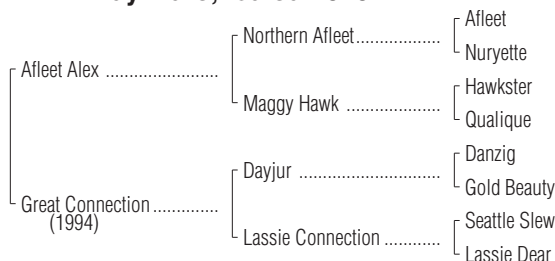 Afleet
Northern Afleet....................
Nuryette
Afleet Alex ..........................
Hawkster
Maggy Hawk ......................
Qualique
Danzig
Dayjur .................................
Gold Beauty
Great Connection...............
(1994)
Seattle Slew
Lassie Connection .............
Lassie Dear